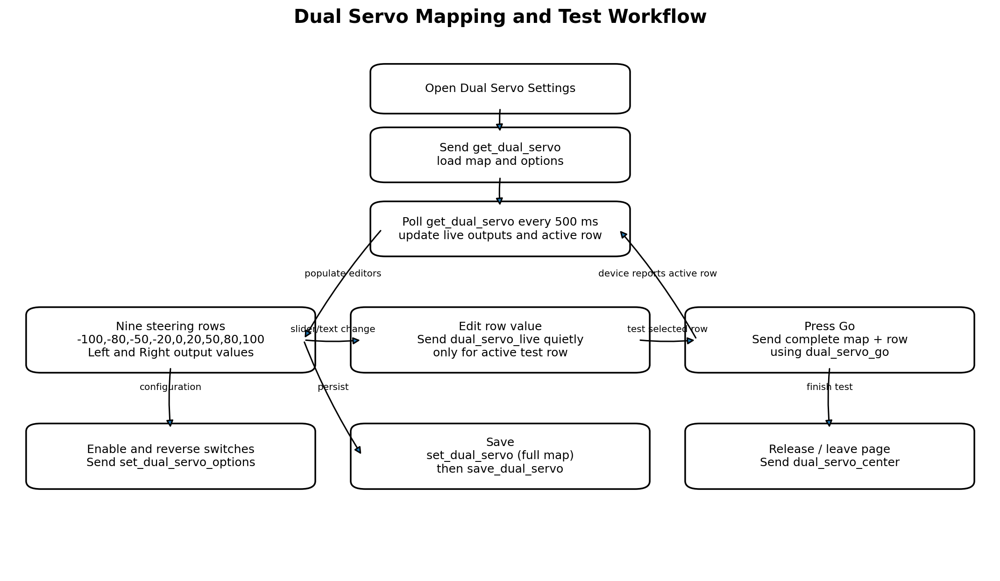 Dual Servo Mapping and Test Workflow
Open Dual Servo Settings
Send get_dual_servo
load map and options
Poll get_dual_servo every 500 ms
update live outputs and active row
populate editors
device reports active row
Nine steering rows
-100,-80,-50,-20,0,20,50,80,100
Left and Right output values
slider/text change
Edit row value
Send dual_servo_live quietly
only for active test row
test selected row
Press Go
Send complete map + row
using dual_servo_go
configuration
persist
finish test
Enable and reverse switches
Send set_dual_servo_options
Save
set_dual_servo (full map)
then save_dual_servo
Release / leave page
Send dual_servo_center